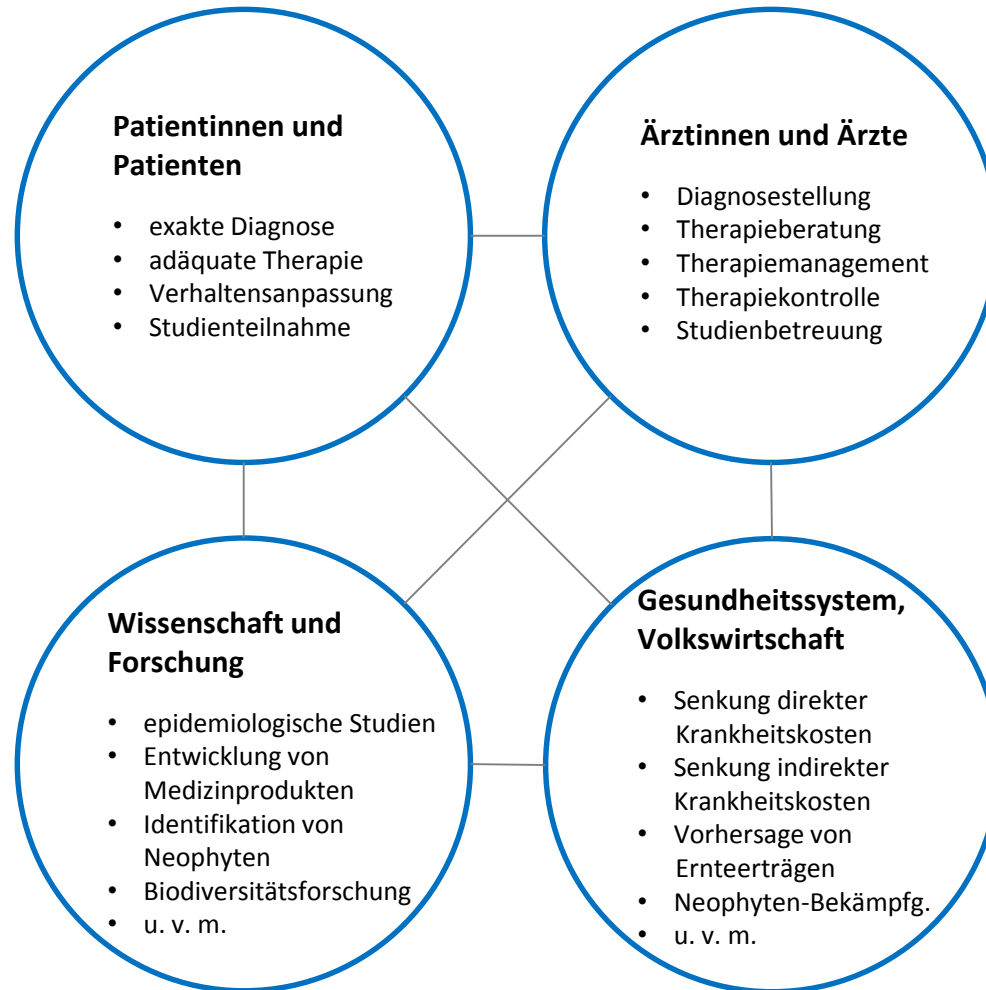 Patientinnen und
Patienten
• exakte Diagnose
• adäquate Therapie
• Verhaltensanpassung
• Studienteilnahme
Ärztinnen und Ärzte
• Diagnosestellung
• Therapieberatung
• Therapiemanagement
• Therapiekontrolle
• Studienbetreuung
Wissenschaft und
Forschung
• epidemiologische Studien
• Entwicklung von
Medizinprodukten
• Identifikation von
Neophyten
• Biodiversitätsforschung
• u. v. m.
Gesundheitssystem,
Volkswirtschaft
• Senkung direkter
Krankheitskosten
• Senkung indirekter
Krankheitskosten
• Vorhersage von
Ernteerträgen
• Neophyten-Bekämpfg.
• u. v. m.